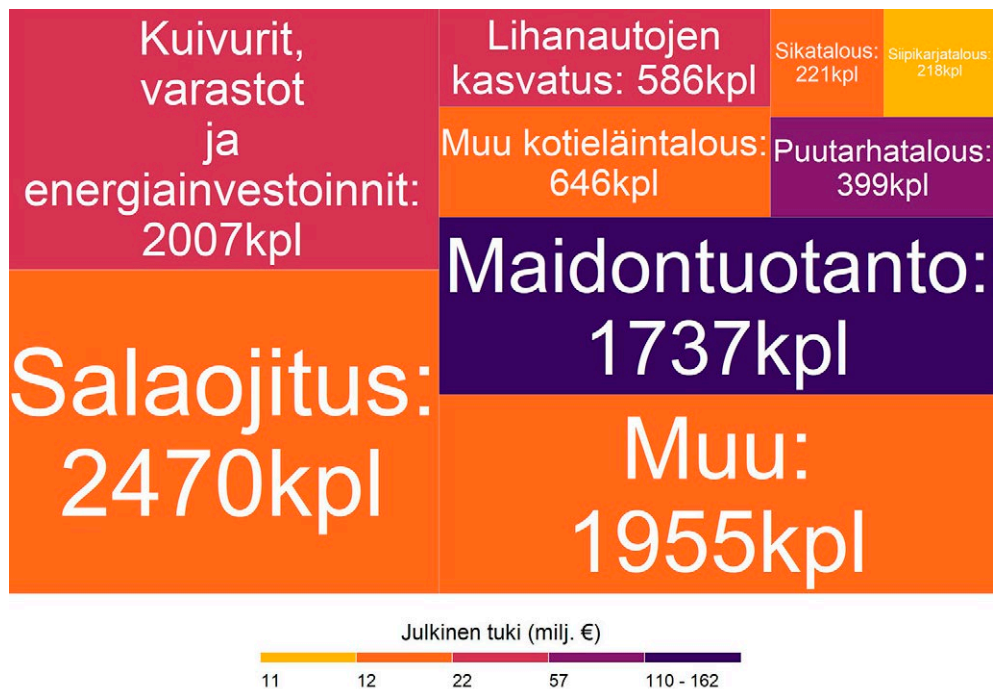 Kuivurit,
varastot
ja
energiainvestoinnit:
2007kpl
Salaojitus:
2470kpl
Lihanautojen
kasvatus: 586kpl
Muu kotieläintalous:
646kpl
Sikatalous:
221kpl
Siipikarjatalous:
218kpl
Puutarhatalous:
399kpl
Maidontuotanto:
1737kpl
Muu:
1955kpl
Julkinen tuki (milj. €)
11 12 22 57 110 - 162